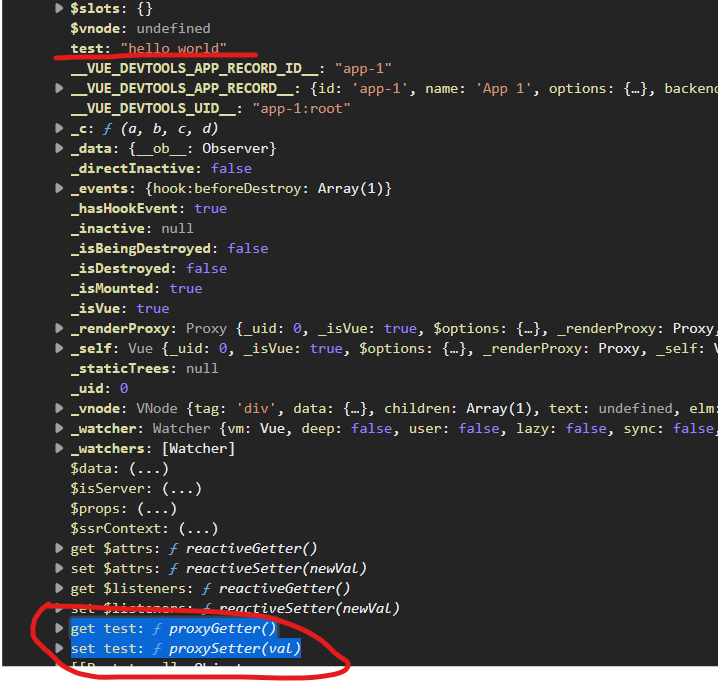 ▶ $slots: {}
$vnode: undefined
test: "hello world"
__VUE_DEVTOOLS_APP_RECORD_ID__: "app-1"
▶ __VUE_DEVTOOLS_APP_RECORD__: {id: 'app-1', name: 'App 1', options: {…}, backend
__VUE_DEVTOOLS_UID__: "app-1:root"
▶ _c: ƒ (a, b, c, d)
▶ _data: {__ob__: Observer}
_directInactive: false
▶ _events: {hook:beforeDestroy: Array(1)}
_hasHookEvent: true
_inactive: null
_isBeingDestroyed: false
_isDestroyed: false
_isMounted: true
_isVue: true
▶ _renderProxy: Proxy {_uid: 0, _isVue: true, $options: {…}, _renderProxy: Proxy,
▶ _self: Vue {_uid: 0, _isVue: true, $options: {…}, _renderProxy: Proxy, _self: V
_staticTrees: null
_uid: 0
▶ _vnode: VNode {tag: 'div', data: {…}, children: Array(1), text: undefined, elm:
▶ _watcher: Watcher {vm: Vue, deep: false, user: false, lazy: false, sync: false,
▶ _watchers: [Watcher]
$data: (...)
$isServer: (...)
$props: (...)
$ssrContext: (...)
▶ get $attrs: ƒ reactiveGetter()
▶ set $attrs: ƒ reactiveSetter(newVal)
▶ get $listeners: ƒ reactiveGetter()
▶ set $listeners: ƒ reactiveSetter(newVal)
▶ get test: ƒ proxyGetter()
▶ set test: ƒ proxySetter(val)